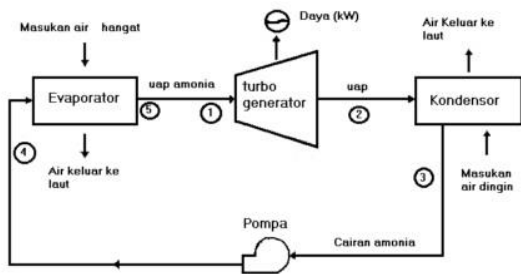 Daya (kW)
Masukan air hangat
Air Keluar ke
laut
Evaporator
uap amonia
turbo
generator
uap
Kondensor
5
1
2
4
Air keluar ke
laut
3
Masukan
air dingin
Pompa
Cairan amonia